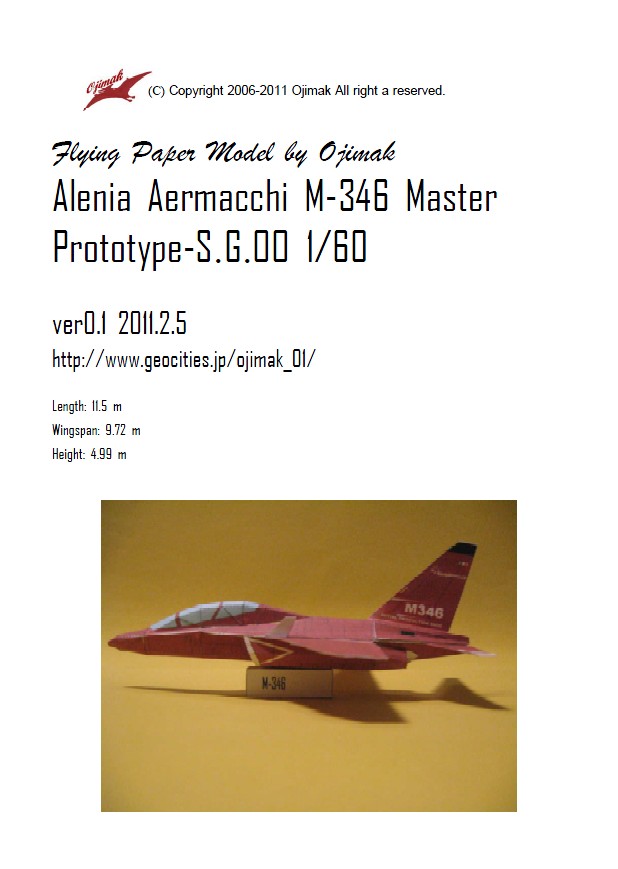 Ojimak
(C) Copyright 2006-2011 Ojimak All right a reserved.
Flying Paper Model by Ojimak
Alenia Aermacchi M-346 Master
Prototype-S.G.00 1/60
ver0.1 2011.2.5
http://www.geocities.jp/ojimak_01/
Length: 11.5 m
Wingspan: 9.72 m
Height: 4.99 m
M346
M-346